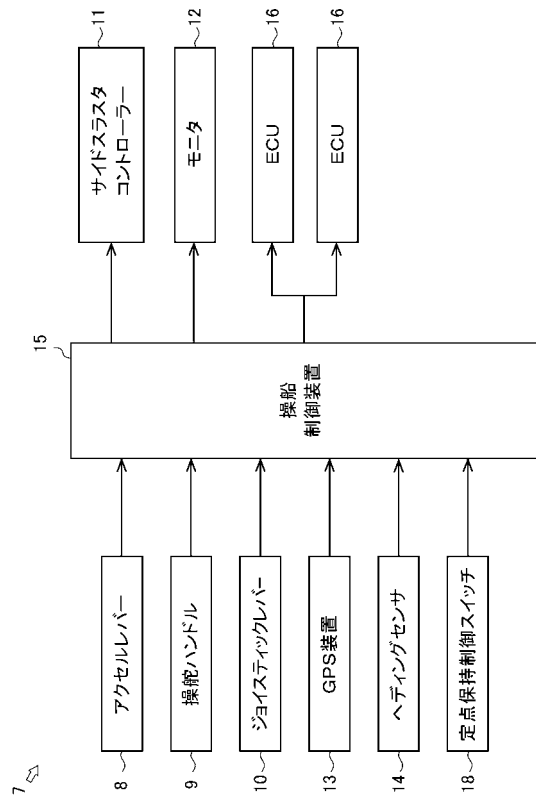 7
8
アクセルレバー
9
操舵ハンドル
10
ジョイスティックレバー
13
GPS装置
14
ヘディングセンサ
18
定点保持制御スイッチ
15
操船
制御装置
サイドスラスタ
コントローラー
11
モニタ
12
ECU
16
ECU
16